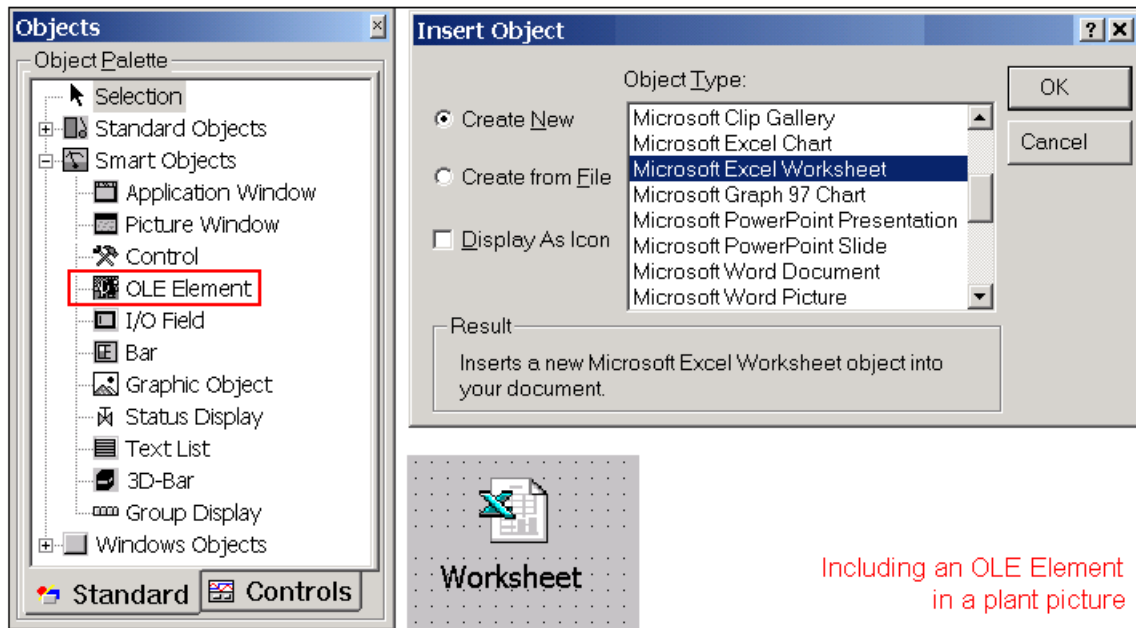 Objects
Object Palette
Selection
Standard Objects
Smart Objects
Application Window
Picture Window
Control
OLE Element
I/O Field
Bar
Graphic Object
Status Display
Text List
3D-Bar
Group Display
Windows Objects
Standard
Controls
Insert Object
Object Type:
Create New
Create from File
Display As Icon
Microsoft Clip Gallery
Microsoft Excel Chart
Microsoft Excel Worksheet
Microsoft Graph 97 Chart
Microsoft PowerPoint Presentation
Microsoft PowerPoint Slide
Microsoft Word Document
Microsoft Word Picture
OK
Cancel
Result
Inserts a new Microsoft Excel Worksheet object into
your document.
Worksheet
Including an OLE Element
in a plant picture